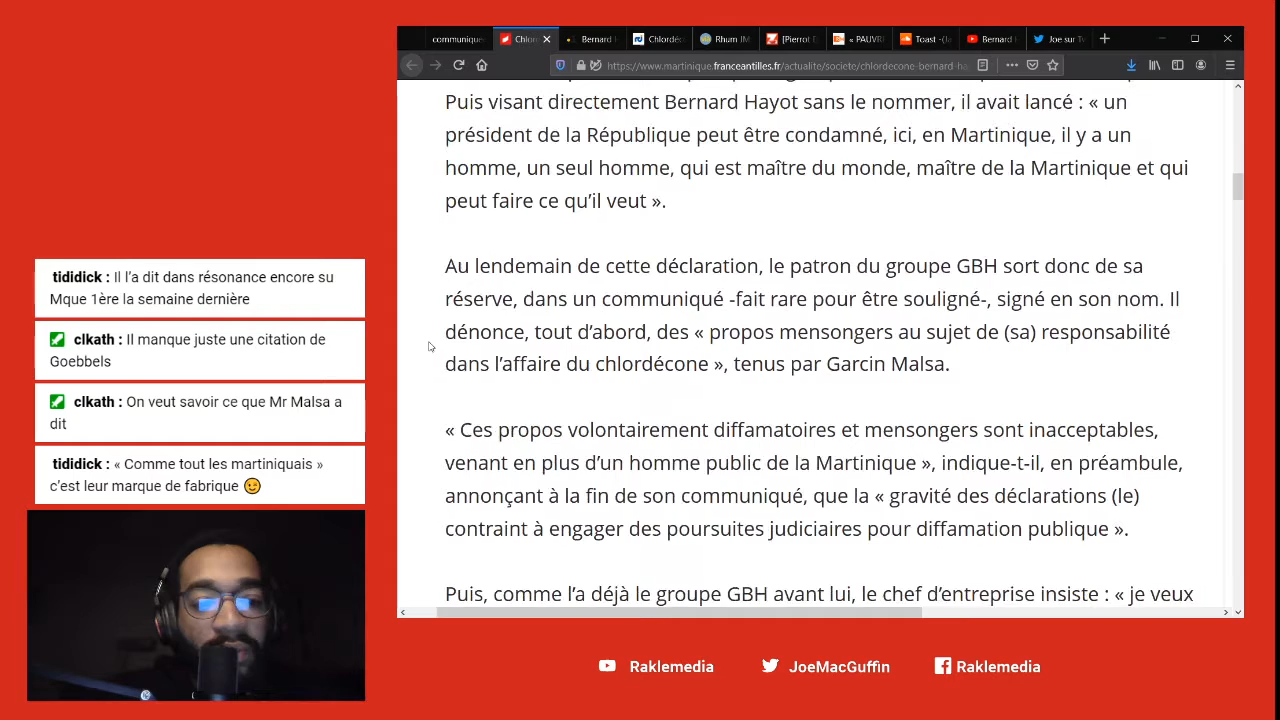 communiqué
Chlor
Bernard H
Chlordéc
Rhum JM
[Pierrot D
« PAUVR
Toast -(la
Bernard H
Joe sur Tw
https://www.martinique.franceantilles.fr/actualite/societe/chlordecone-bernard-ha
Puis visant directement Bernard Hayot sans le nommer, il avait lancé : « un
président de la République peut être condamné, ici, en Martinique, il y a un
homme, un seul homme, qui est maître du monde, maître de la Martinique et qui
peut faire ce qu’il veut ».
Au lendemain de cette déclaration, le patron du groupe GBH sort donc de sa
réserve, dans un communiqué -fait rare pour être souligné-, signé en son nom. Il
dénonce, tout d’abord, des « propos mensongers au sujet de (sa) responsabilité
dans l’affaire du chlordécone », tenus par Garcin Malsa.
« Ces propos volontairement diffamatoires et mensongers sont inacceptables,
venant en plus d’un homme public de la Martinique », indique-t-il, en préambule,
annonçant à la fin de son communiqué, que la « gravité des déclarations (le)
contraint à engager des poursuites judiciaires pour diffamation publique ».
Puis, comme l’a déjà le groupe GBH avant lui, le chef d’entreprise insiste : « je veux
tididick : Il l’a dit dans résonance encore su
Mque 1ère la semaine dernière
clkath : Il manque juste une citation de
Goebbels
clkath : On veut savoir ce que Mr Malsa a
dit
tididick : « Comme tout les martiniquais »
c’est leur marque de fabrique 😉
Raklemedia
JoeMacGuffin
Raklemedia